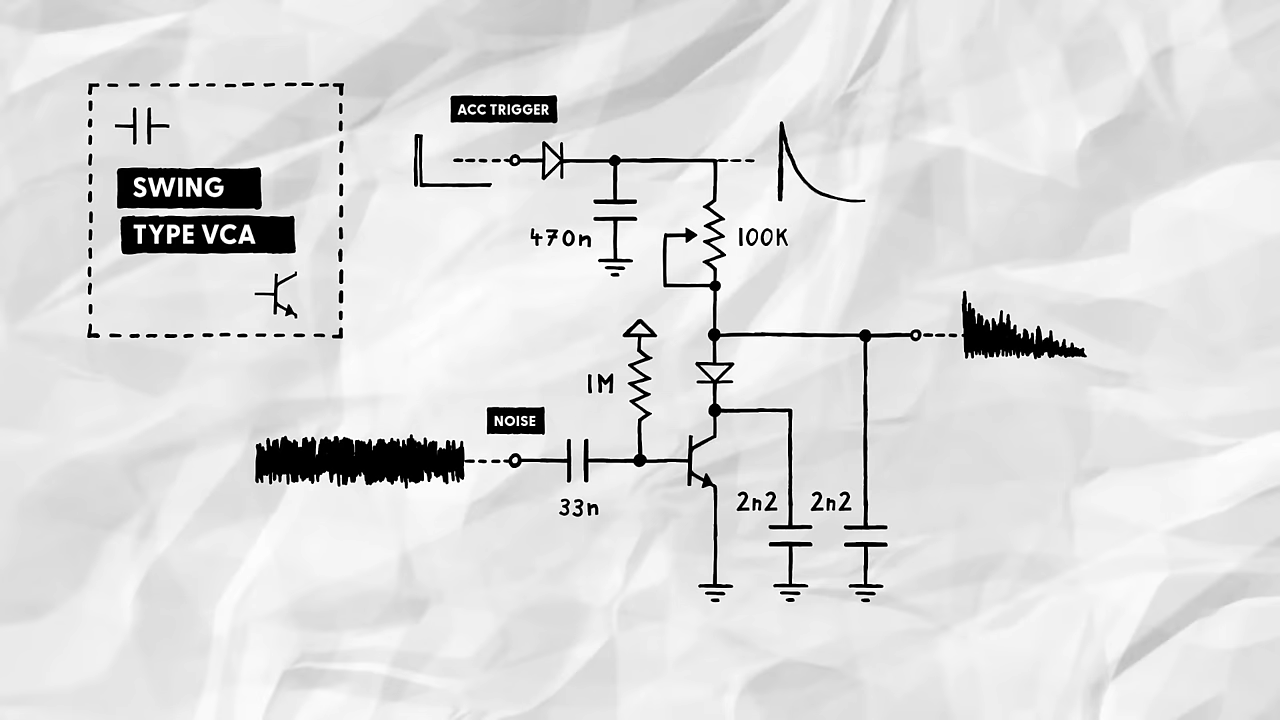 ACC TRIGGER
SWING
TYPE VCA
470n
100K
1M
NOISE
33n
2n2
2n2